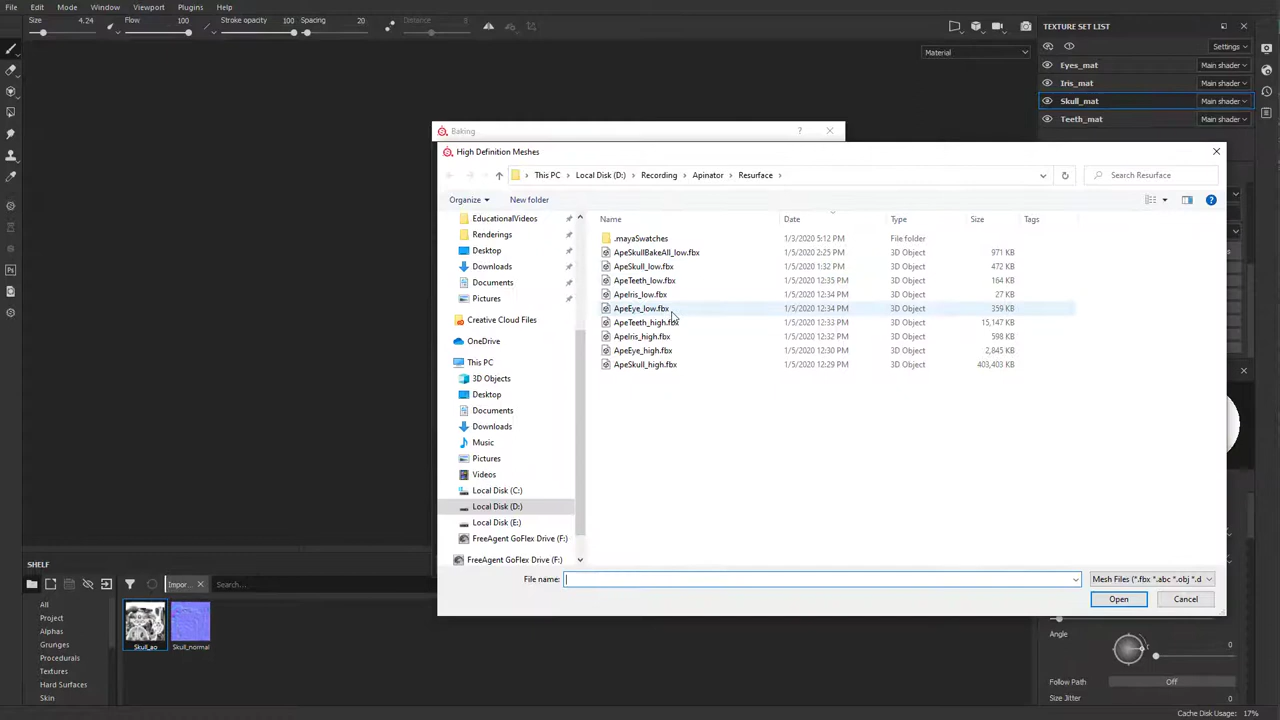 File Edit Mode Window Viewport Plugins Help
Size 4.24 Flow 100 Stroke opacity 100 Spacing 20 Distance 8
Material
TEXTURE SET LIST
Settings
Eyes_mat Main shader
Iris_mat Main shader
Skull_mat Main shader
Teeth_mat Main shader
Baking ?
High Definition Meshes
This PC Local Disk (D:) Recording Apinator Resurface Search Resurface
Organize New folder
Name Date Type Size Tags
.mayaSwatches 1/3/2020 5:12 PM File folder
ApeSkullBakeAll_low.fbx 1/5/2020 2:25 PM 3D Object 971 KB
ApeSkull_low.fbx 1/5/2020 1:32 PM 3D Object 472 KB
ApeTeeth_low.fbx 1/5/2020 12:35 PM 3D Object 164 KB
ApeIris_low.fbx 1/5/2020 12:34 PM 3D Object 27 KB
ApeEye_low.fbx 1/5/2020 12:34 PM 3D Object 359 KB
ApeTeeth_high.fbx 1/5/2020 12:33 PM 3D Object 15,147 KB
ApeIris_high.fbx 1/5/2020 12:32 PM 3D Object 598 KB
ApeEye_high.fbx 1/5/2020 12:30 PM 3D Object 2,845 KB
ApeSkull_high.fbx 1/5/2020 12:29 PM 3D Object 403,403 KB
EducationalVideos
Renderings
Desktop
Downloads
Documents
Pictures
Creative Cloud Files
OneDrive
This PC
3D Objects
Desktop
Documents
Downloads
Music
Pictures
Videos
Local Disk (C:)
Local Disk (D:)
Local Disk (E:)
FreeAgent GoFlex Drive (F:)
FreeAgent GoFlex Drive (F:)
File name: Mesh Files (*.fbx *.abc *.obj *.d
Open Cancel
SHELF
Impor... Search...
All
Project
Alphas
Grunges
Procedurals
Textures
Hard Surfaces
Skin
Skull_ao Skull_normal
Angle 0
Follow Path Off
Size Jitter 0
Cache Disk Usage: 17%
Ps